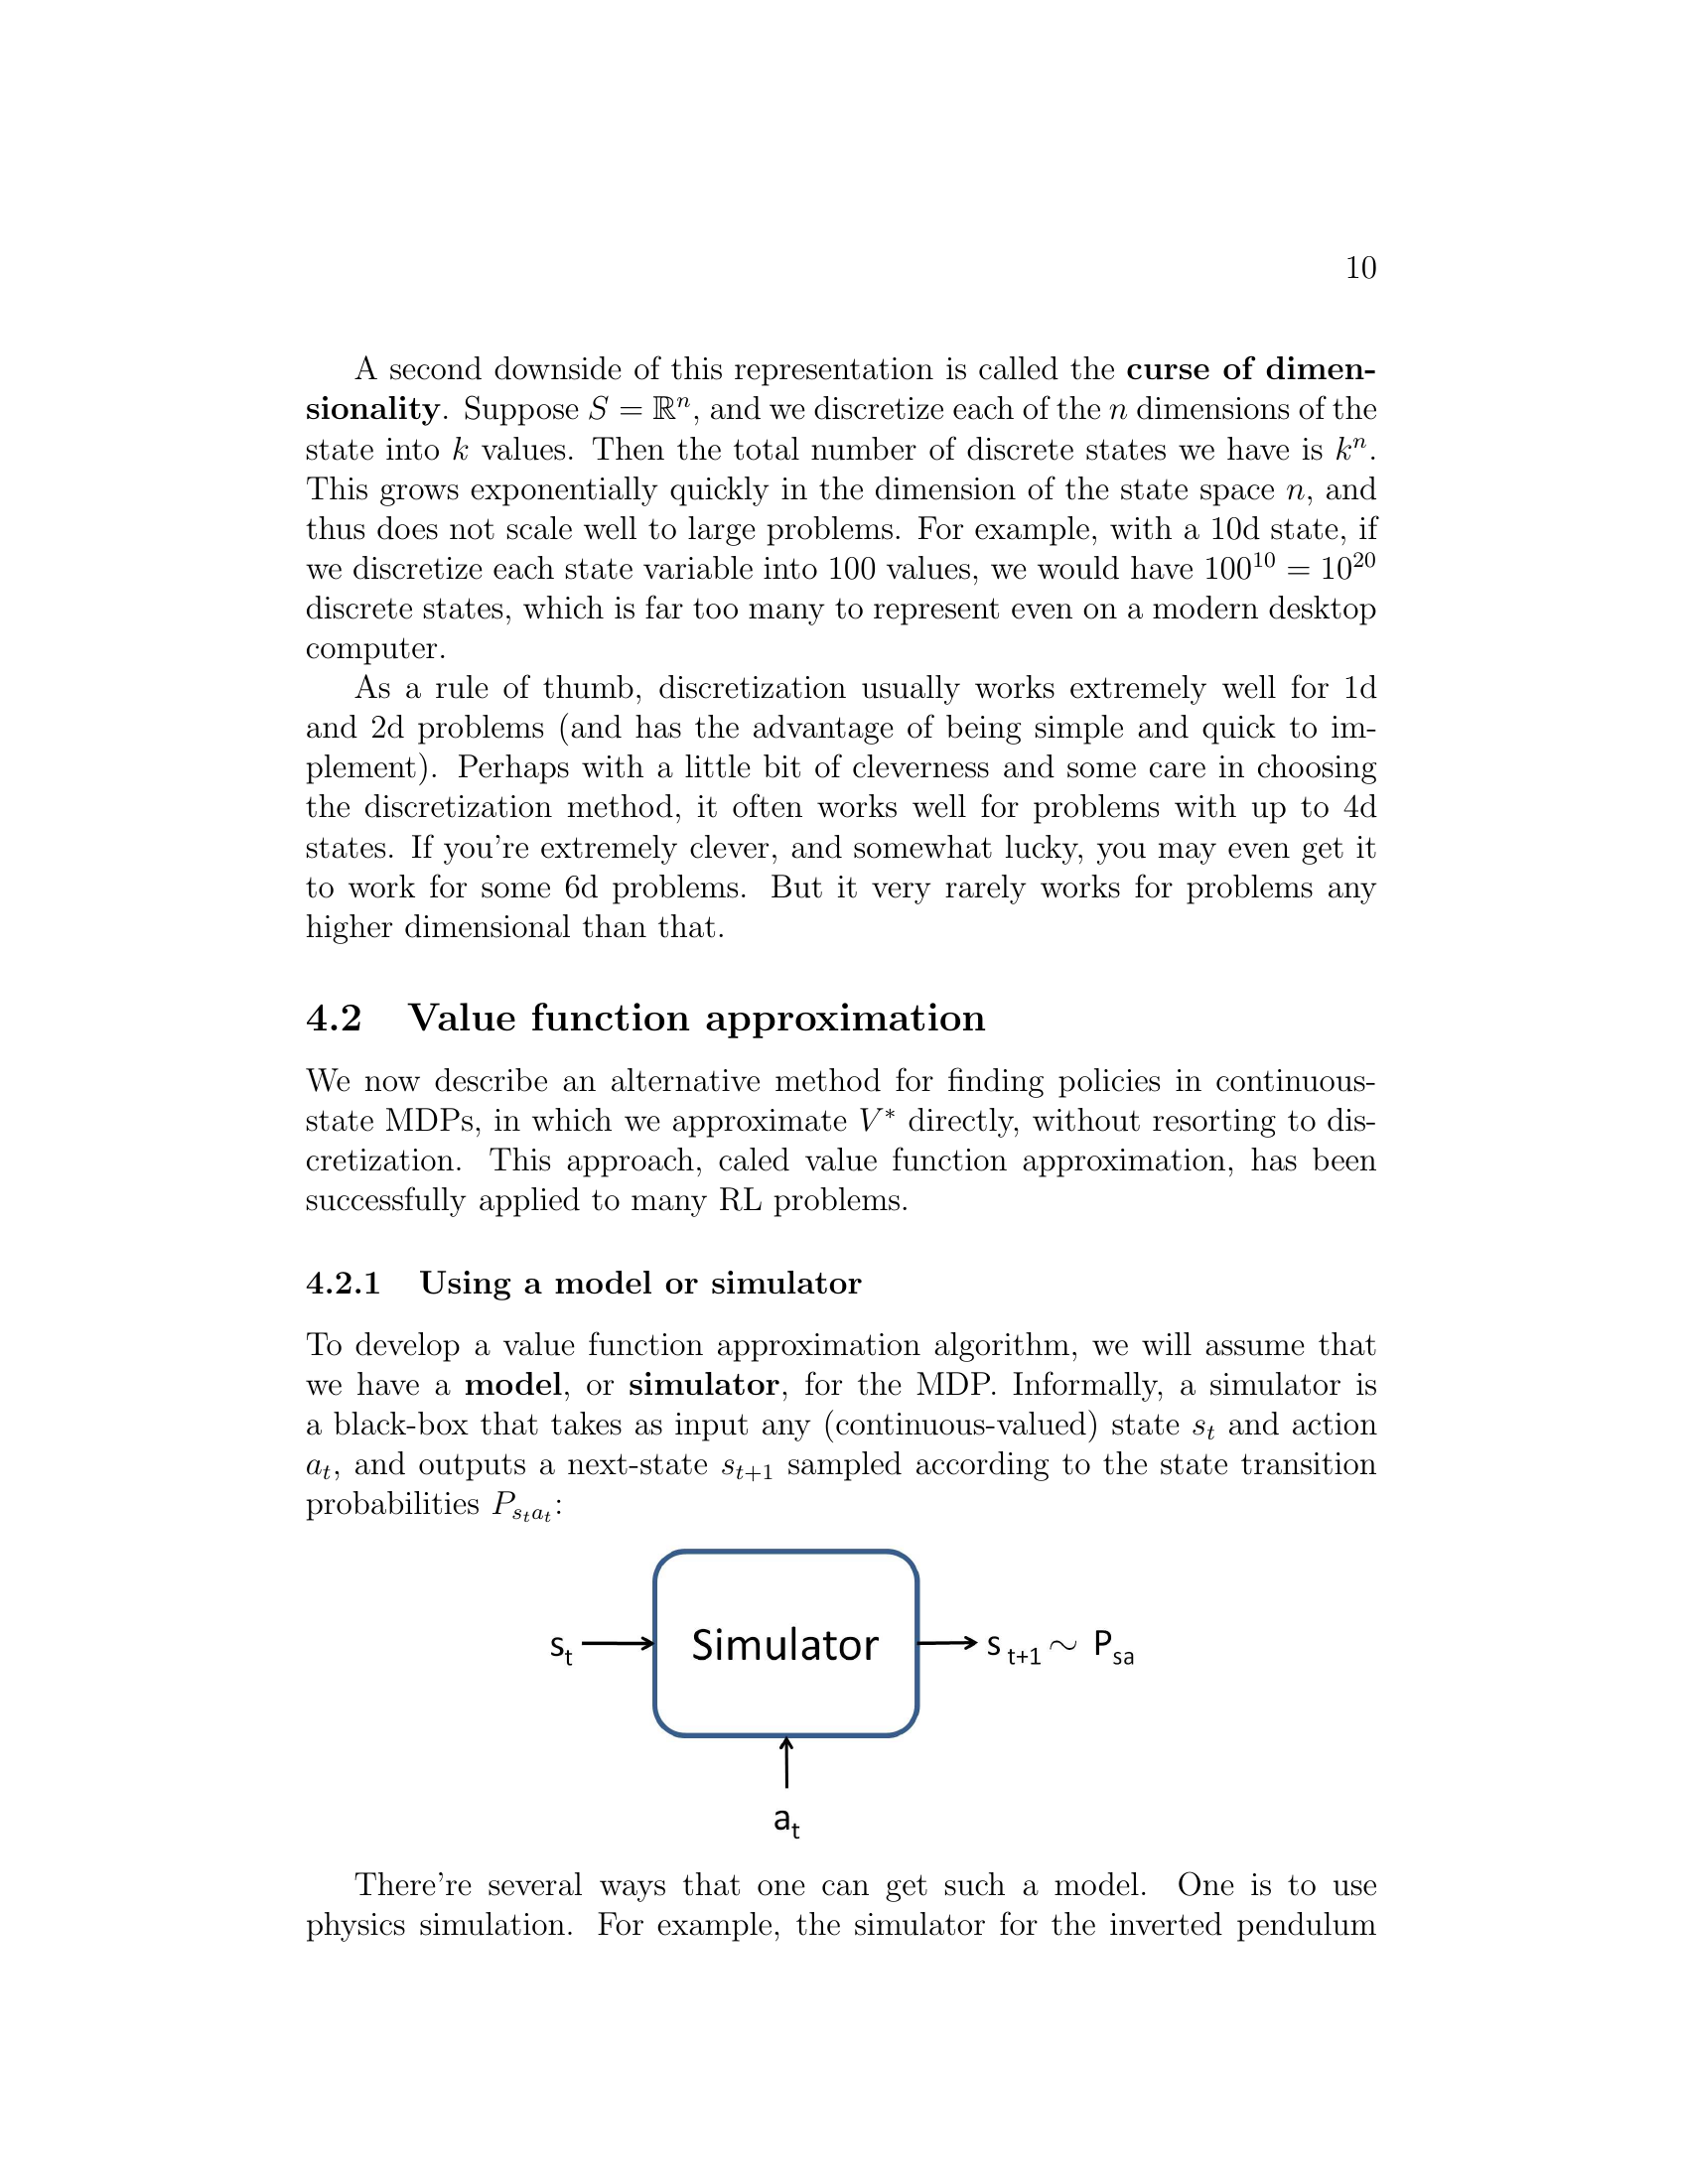 10
A second downside of this representation is called the curse of dimen-
sionality. Suppose S = ℝⁿ, and we discretize each of the n dimensions of the
state into k values. Then the total number of discrete states we have is kⁿ.
This grows exponentially quickly in the dimension of the state space n, and
thus does not scale well to large problems. For example, with a 10d state, if
we discretize each state variable into 100 values, we would have 100¹⁰ = 10²⁰
discrete states, which is far too many to represent even on a modern desktop
computer.
As a rule of thumb, discretization usually works extremely well for 1d
and 2d problems (and has the advantage of being simple and quick to im-
plement). Perhaps with a little bit of cleverness and some care in choosing
the discretization method, it often works well for problems with up to 4d
states. If you're extremely clever, and somewhat lucky, you may even get it
to work for some 6d problems. But it very rarely works for problems any
higher dimensional than that.
4.2 Value function approximation
We now describe an alternative method for finding policies in continuous-
state MDPs, in which we approximate V* directly, without resorting to dis-
cretization. This approach, caled value function approximation, has been
successfully applied to many RL problems.
4.2.1 Using a model or simulator
To develop a value function approximation algorithm, we will assume that
we have a model, or simulator, for the MDP. Informally, a simulator is
a black-box that takes as input any (continuous-valued) state s_t and action
a_t, and outputs a next-state s_{t+1} sampled according to the state transition
probabilities P_{s_t a_t}:
s_t Simulator s_{t+1} ~ P_{sa}
a_t
There're several ways that one can get such a model. One is to use
physics simulation. For example, the simulator for the inverted pendulum